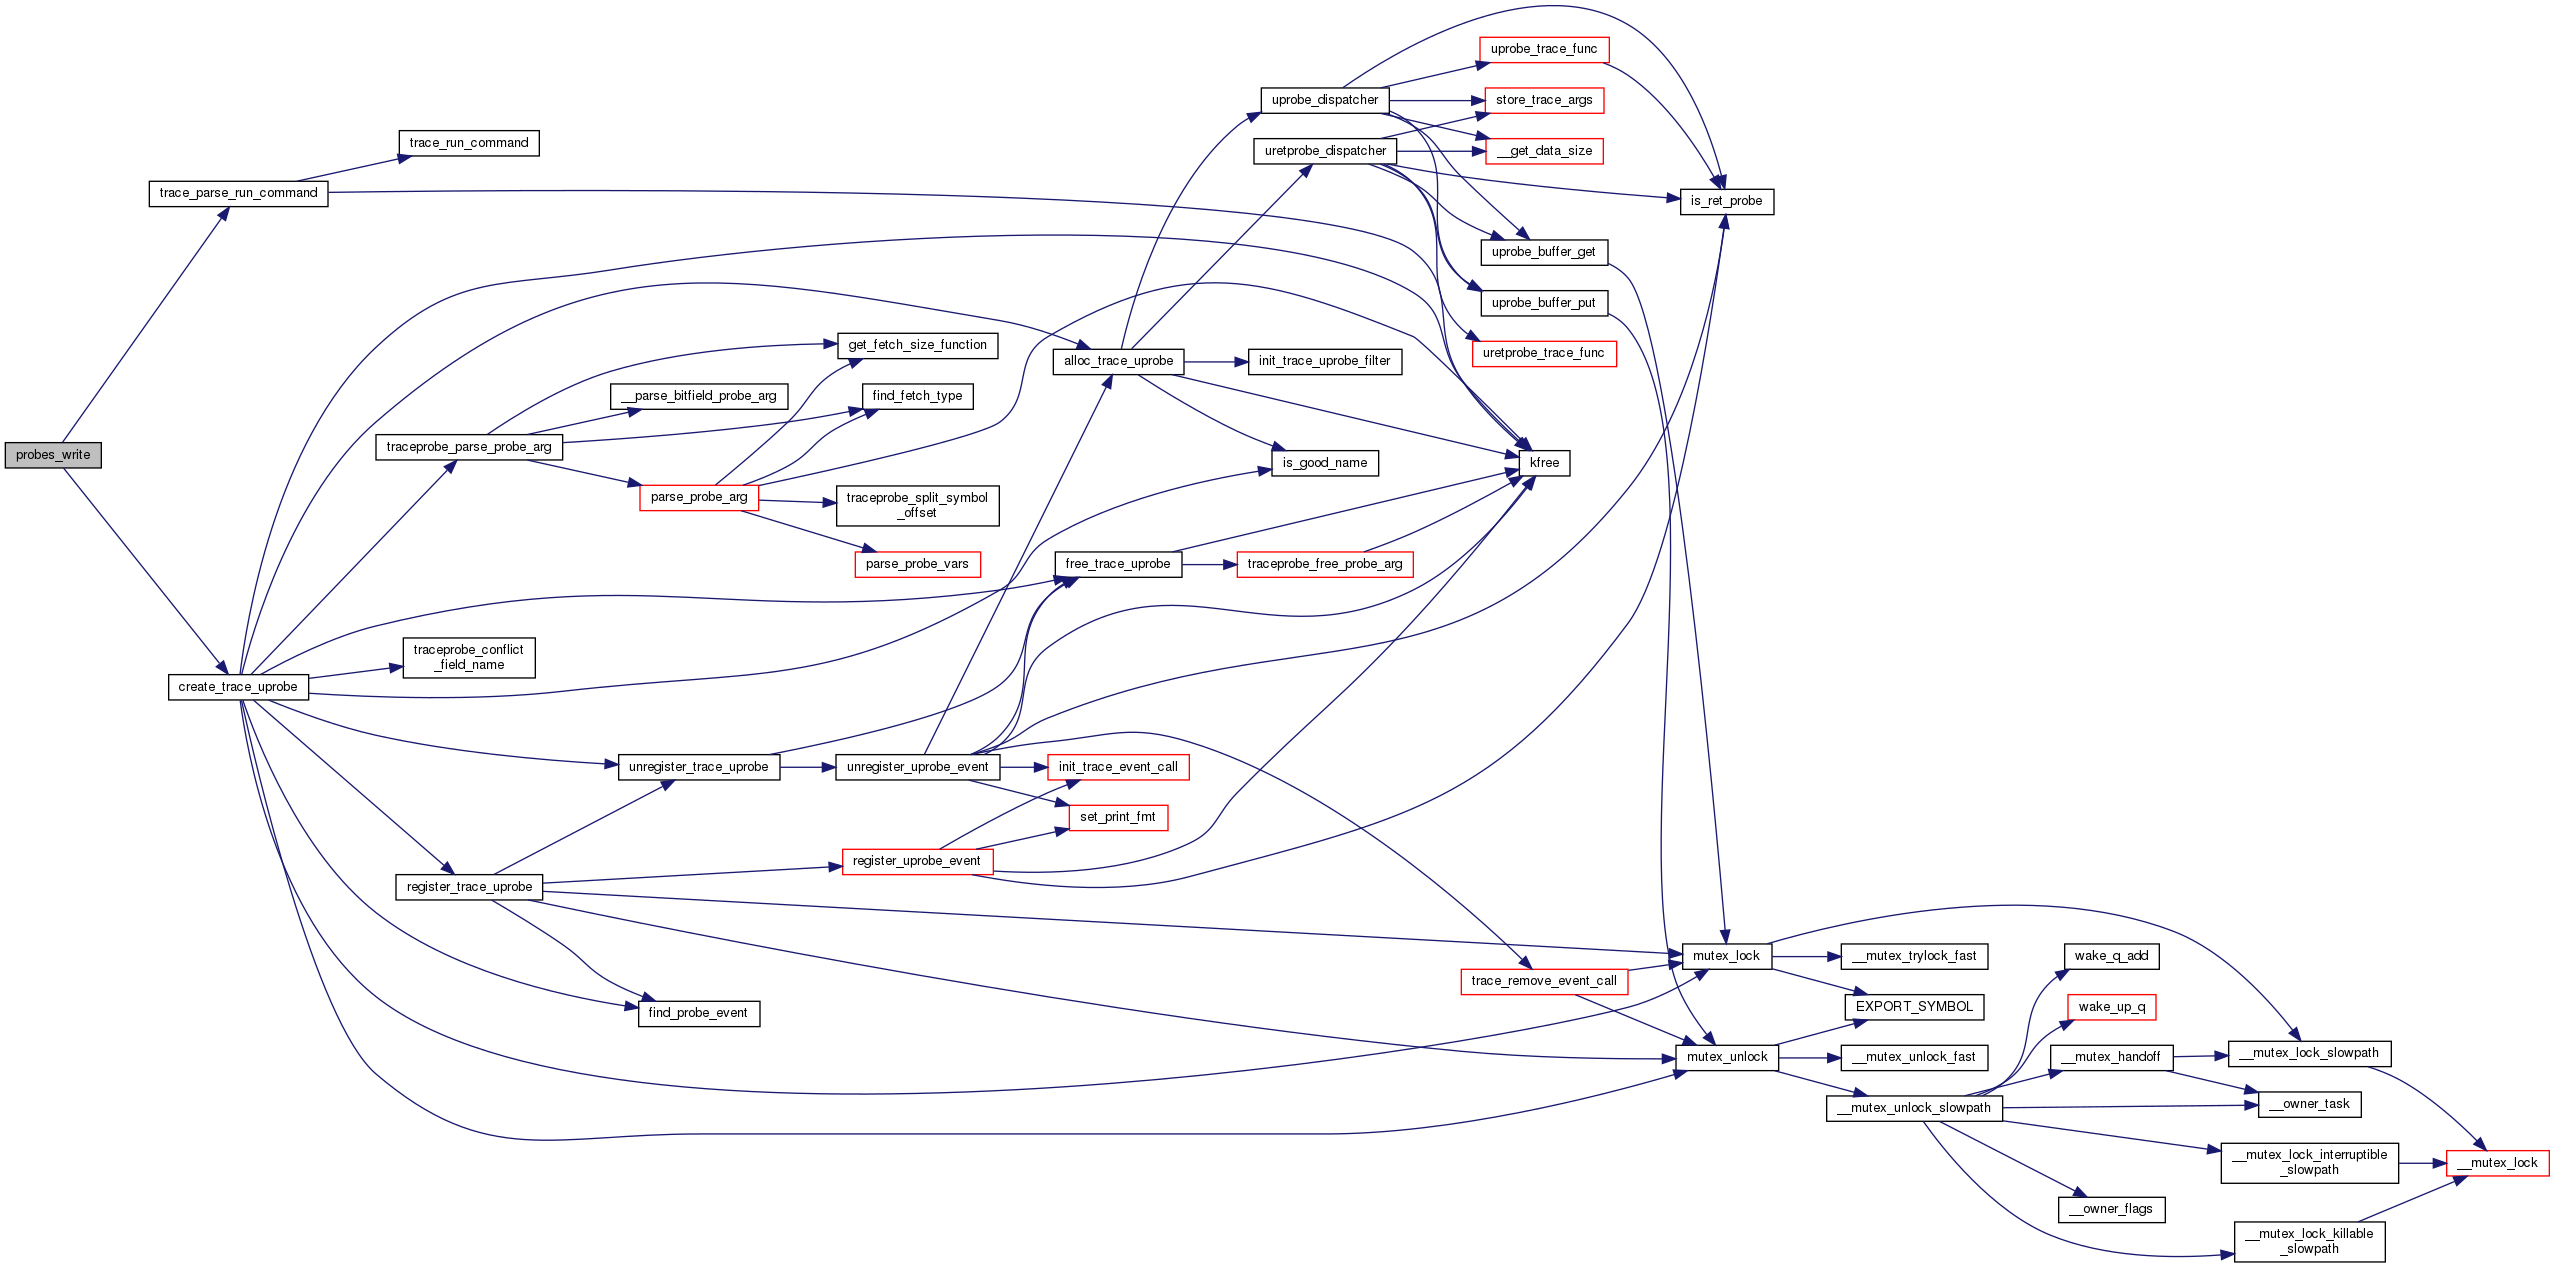 probes_write
trace_parse_run_command
create_trace_uprobe
trace_run_command
traceprobe_parse_probe_arg
traceprobe_conflict
_field_name
register_trace_uprobe
__parse_bitfield_probe_arg
parse_probe_arg
unregister_trace_uprobe
find_probe_event
get_fetch_size_function
find_fetch_type
traceprobe_split_symbol
_offset
parse_probe_vars
unregister_uprobe_event
register_uprobe_event
alloc_trace_uprobe
free_trace_uprobe
init_trace_event_call
set_print_fmt
uprobe_dispatcher
uretprobe_dispatcher
init_trace_uprobe_filter
is_good_name
traceprobe_free_probe_arg
uprobe_trace_func
store_trace_args
__get_data_size
uprobe_buffer_get
uprobe_buffer_put
uretprobe_trace_func
kfree
trace_remove_event_call
is_ret_probe
mutex_lock
mutex_unlock
__mutex_trylock_fast
EXPORT_SYMBOL
__mutex_unlock_fast
__mutex_unlock_slowpath
wake_q_add
wake_up_q
__mutex_handoff
__owner_flags
__mutex_lock_slowpath
__owner_task
__mutex_lock_interruptible
_slowpath
__mutex_lock_killable
_slowpath
__mutex_lock